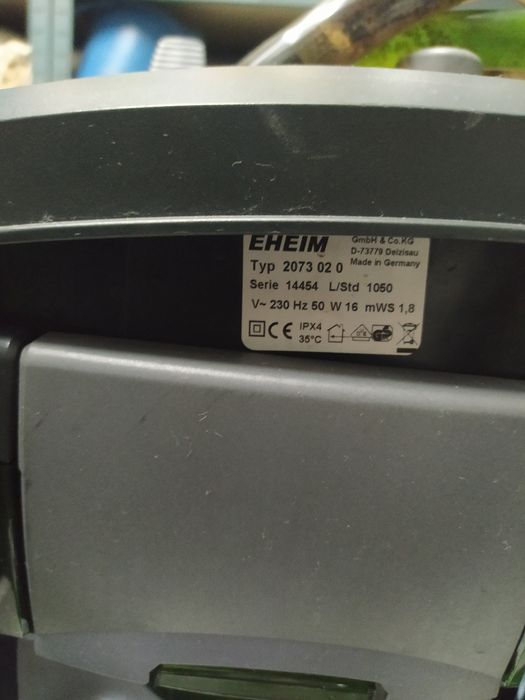 EHEIM GmbH & Co.KG
D-73779 Deizisau
Typ 2073 02 0 Made in Germany
Serie 14454 L/Std 1050
V~ 230 Hz 50 W 16 mWS 1,8
CE IPX4
35°C